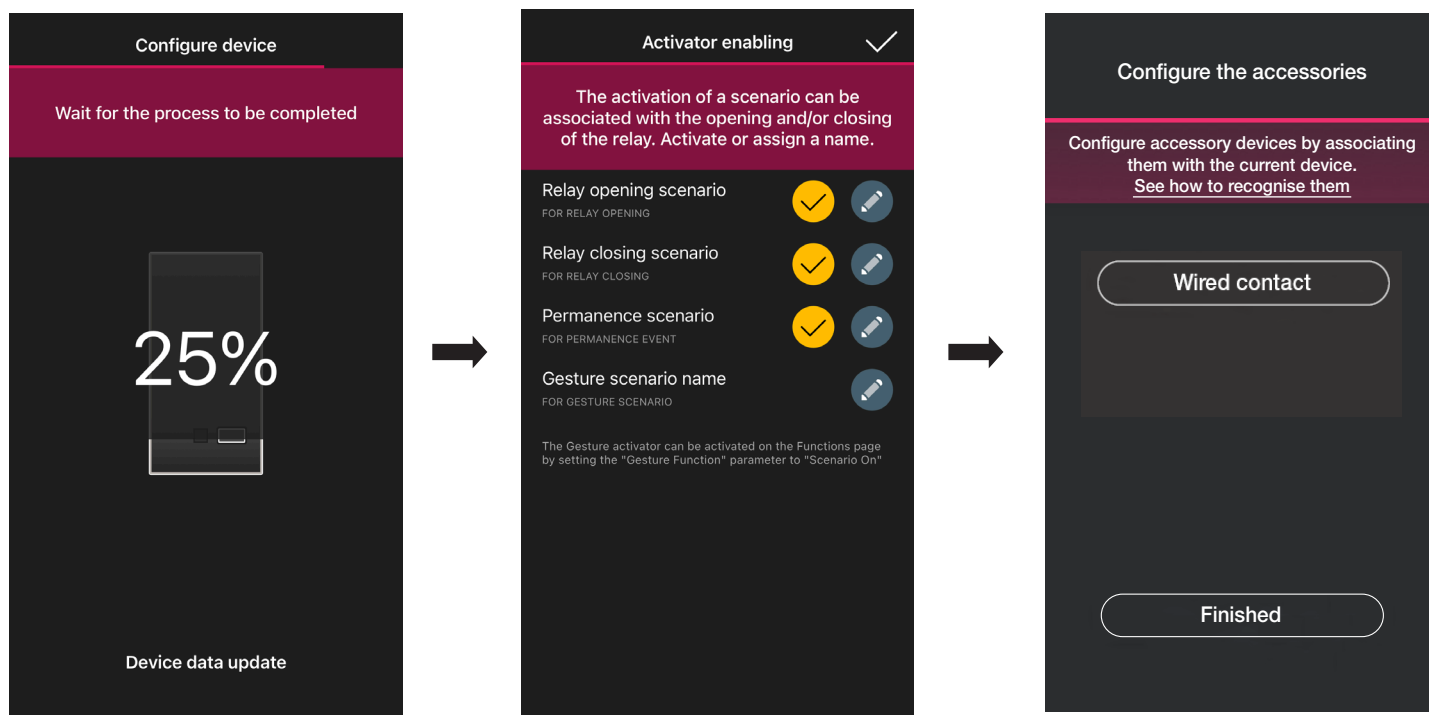 Configure device
Wait for the process to be completed
25%
Device data update
Activator enabling
The activation of a scenario can be
associated with the opening and/or closing
of the relay. Activate or assign a name.
Relay opening scenario
FOR RELAY OPENING
Relay closing scenario
FOR RELAY CLOSING
Permanence scenario
FOR PERMANENCE EVENT
Gesture scenario name
FOR GESTURE SCENARIO
The Gesture activator can be activated on the Functions page
by setting the "Gesture Function" parameter to "Scenario On"
Configure the accessories
Configure accessory devices by associating
them with the current device.
See how to recognise them
Wired contact
Finished